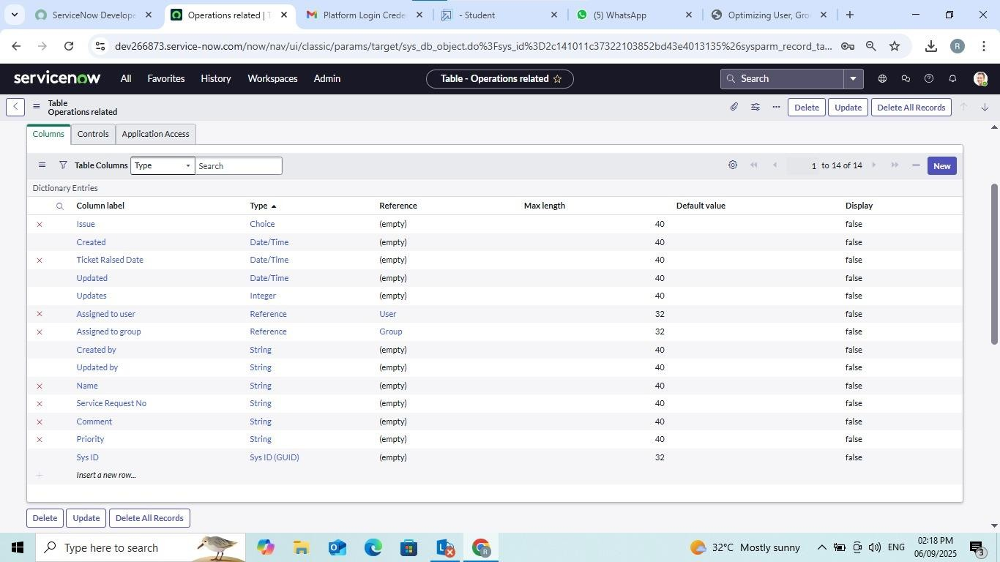 ServiceNow Develope
Operations related | T
Platform Login Crede
- Student
(5) WhatsApp
Optimizing User, Gro
dev266873.service-now.com/now/nav/ui/classic/params/target/sys_db_object.do%3Fsys_id%3D2c141011c37322103852bd43e4013135%26sysparm_record_ta...
R
servicenow All Favorites History Workspaces Admin Table - Operations related Search
Table
Operations related
Delete Update Delete All Records
Columns Controls Application Access
Table Columns Type Search 1 to 14 of 14 New
Dictionary Entries
Column label Type Reference Max length Default value Display
Issue Choice (empty) 40 false
Created Date/Time (empty) 40 false
Ticket Raised Date Date/Time (empty) 40 false
Updated Date/Time (empty) 40 false
Updates Integer (empty) 40 false
Assigned to user Reference User 32 false
Assigned to group Reference Group 32 false
Created by String (empty) 40 false
Updated by String (empty) 40 false
Name String (empty) 40 false
Service Request No String (empty) 40 false
Comment String (empty) 40 false
Priority String (empty) 40 false
Sys ID Sys ID (GUID) (empty) 32 false
Insert a new row...
Delete Update Delete All Records
Type here to search
32°C Mostly sunny
ENG
02:18 PM
06/09/2025
3